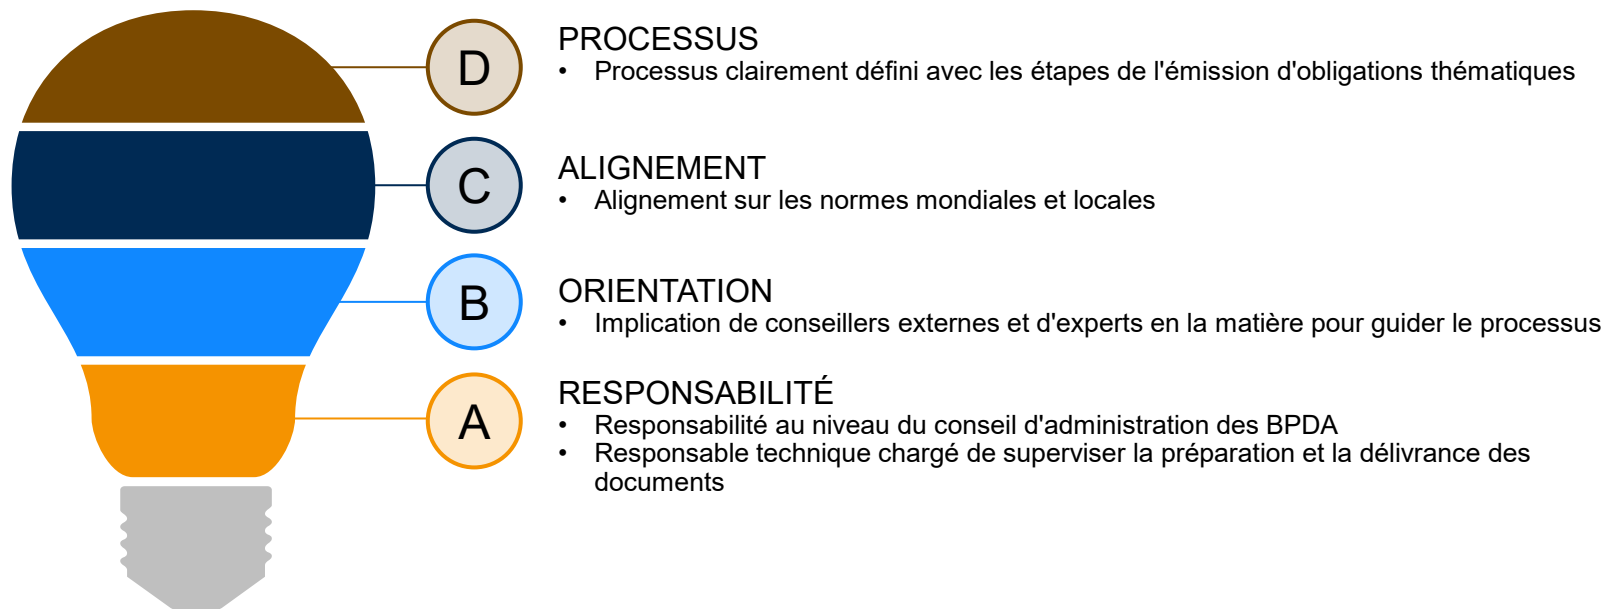 D
PROCESSUS
• Processus clairement défini avec les étapes de l'émission d'obligations thématiques
C
ALIGNEMENT
• Alignement sur les normes mondiales et locales
B
ORIENTATION
• Implication de conseillers externes et d'experts en la matière pour guider le processus
A
RESPONSABILITÉ
• Responsabilité au niveau du conseil d'administration des BPDA
• Responsable technique chargé de superviser la préparation et la délivrance des
documents